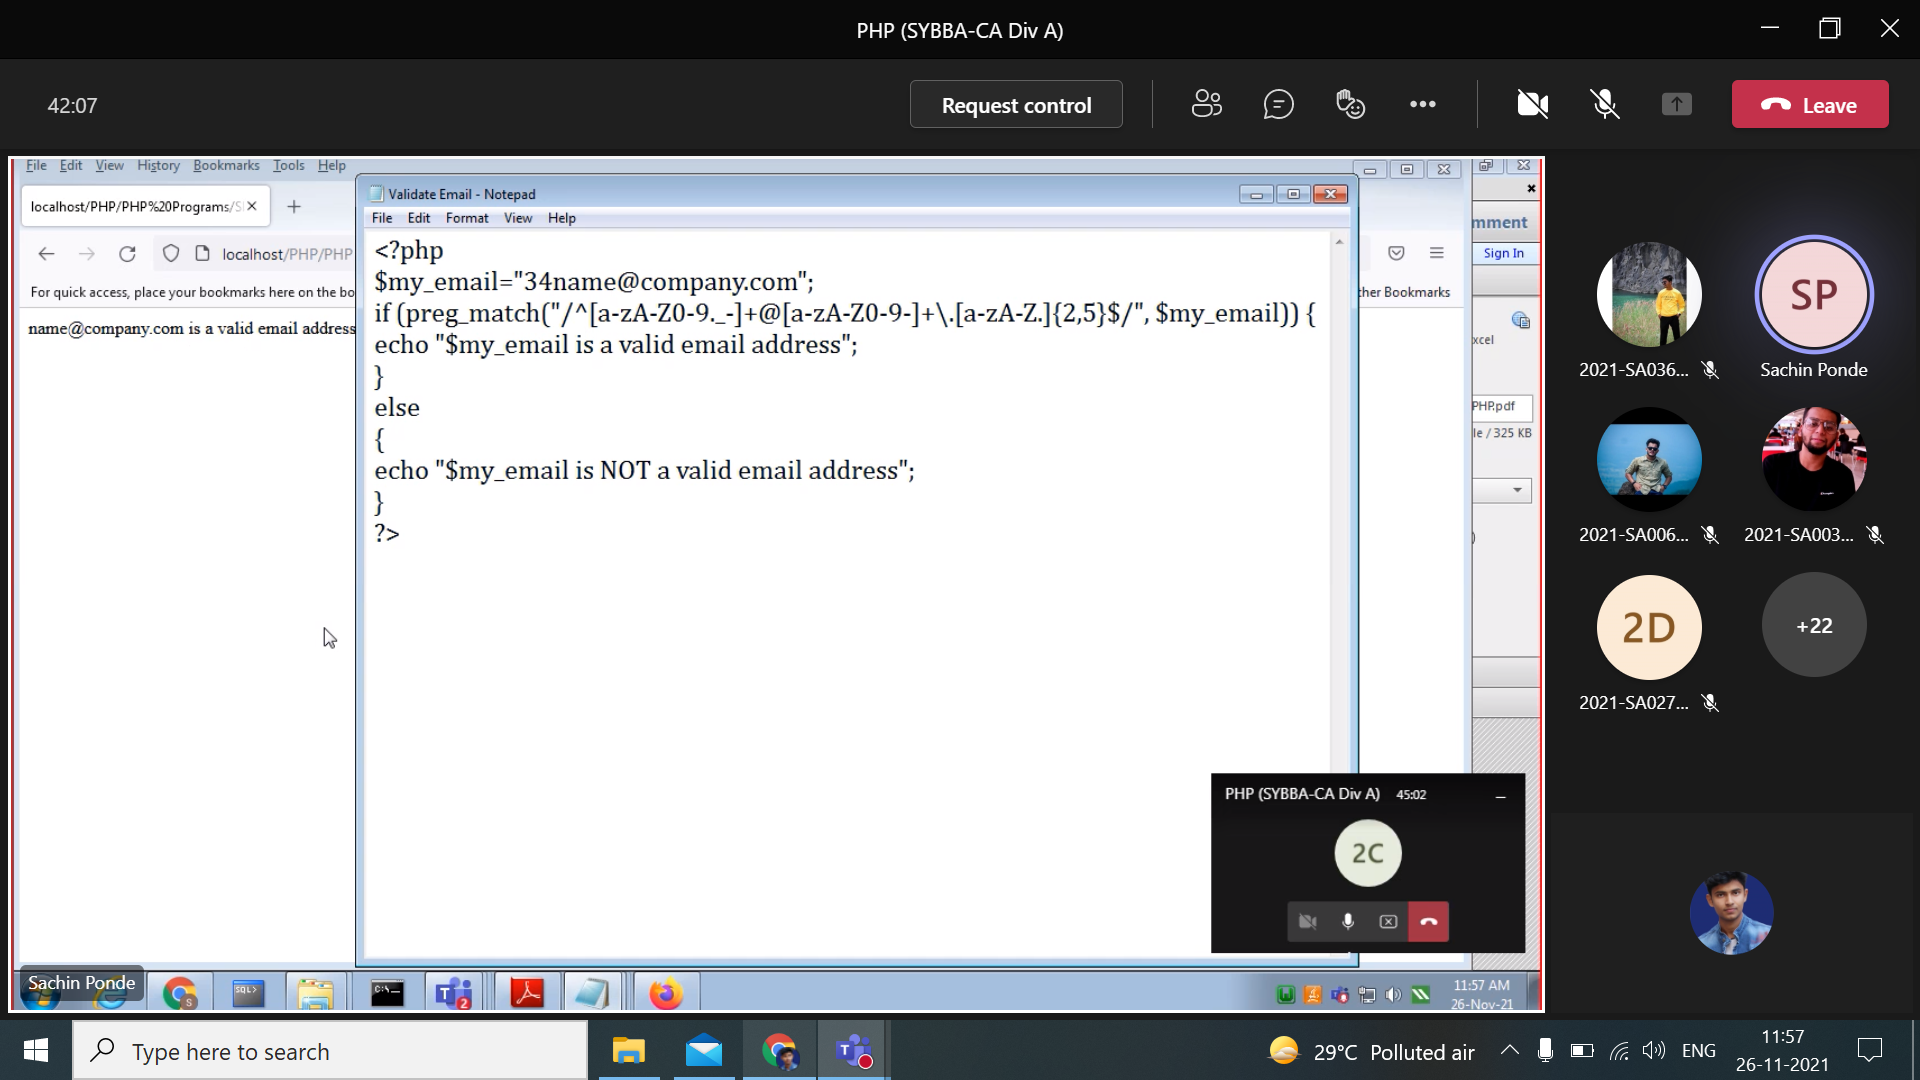 PHP (SYBBA-CA Div A)
42:07
Request control
Leave
File Edit View History Bookmarks Tools Help
localhost/PHP/PHP%20Programs/S
localhost/PHP/PHP
For quick access, place your bookmarks here on the bo
name@company.com is a valid email address
Validate Email - Notepad
File Edit Format View Help
<?php
$my_email="34name@company.com";
if (preg_match("/^[a-zA-Z0-9._-]+@[a-zA-Z0-9-]+\.[a-zA-Z.]{2,5}$/", $my_email)) {
echo "$my_email is a valid email address";
}
else
{
echo "$my_email is NOT a valid email address";
}
?>
mment
Sign In
her Bookmarks
xcel
PHP.pdf
le / 325 KB
PHP (SYBBA-CA Div A) 45:02
2C
Sachin Ponde
SQL>
C:\_
2
11:57 AM
26-Nov-21
2021-SA036...
SP
Sachin Ponde
2021-SA006...
2021-SA003...
2D
+22
2021-SA027...
Type here to search
29°C Polluted air
ENG
11:57
26-11-2021